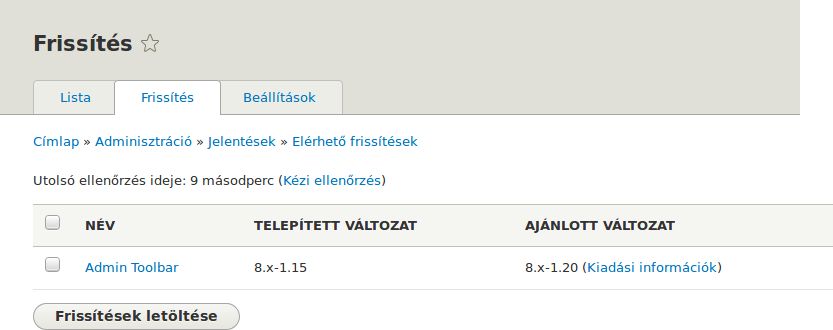 Frissítés
Lista Frissítés Beállítások
Címlap » Adminisztráció » Jelentések » Elérhető frissítések
Utolsó ellenőrzés ideje: 9 másodperc (Kézi ellenőrzés)
NÉV TELEPÍTETT VÁLTOZAT AJÁNLOTT VÁLTOZAT
Admin Toolbar 8.x-1.15 8.x-1.20 (Kiadási információk)
Frissítések letöltése